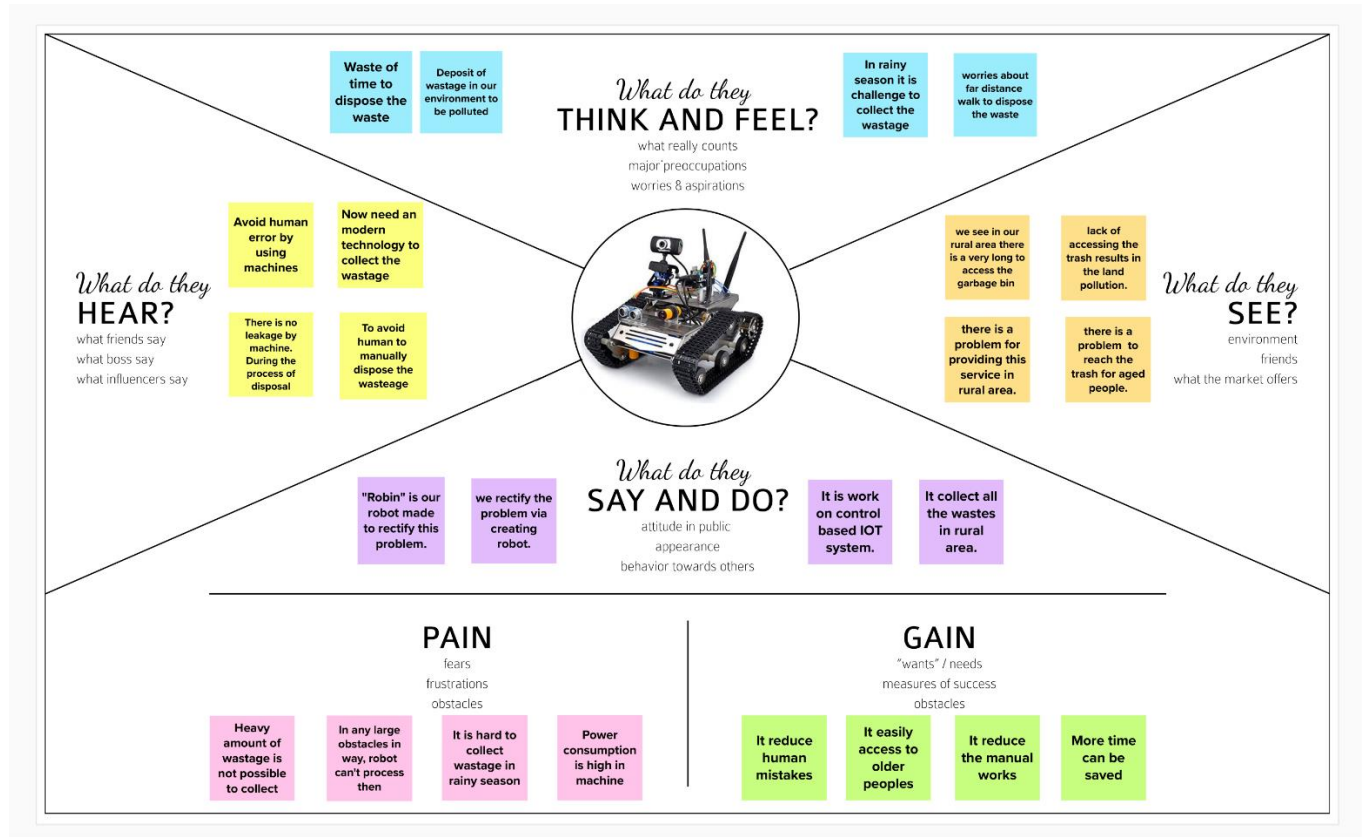 Waste of
time to
dispose the
waste
Deposit of
wastage in our
environment to
be polluted
What do they
THINK AND FEEL?
what really counts
major preoccupations
worries & aspirations
In rainy
season it is
challenge to
collect the
wastage
worries about
far distance
walk to dispose
the waste
What do they
HEAR?
what friends say
what boss say
what influencers say
Avoid human
error by
using
machines
Now need an
modern
technology to
collect the
wastage
There is no
leakage by
machine.
During the
process of
disposal
To avoid
human to
manually
dispose the
wasteage
we see in our
rural area there
is a very long to
access the
garbage bin
lack of
accessing the
trash results in
the land
pollution.
there is a
problem for
providing this
service in
rural area.
there is a
problem to
reach the
trash for aged
people.
What do they
SEE?
environment
friends
what the market offers
"Robin" is our
robot made
to rectify this
problem.
we rectify the
problem via
creating
robot.
What do they
SAY AND DO?
attitude in public
appearance
behavior towards others
It is work
on control
based IOT
system.
It collect all
the wastes
in rural
area.
PAIN
fears
frustrations
obstacles
Heavy
amount of
wastage is
not possible
to collect
In any large
obstacles in
way, robot
can't process
then
It is hard to
collect
wastage in
rainy season
Power
consumption
is high in
machine
GAIN
"wants" / needs
measures of success
obstacles
It reduce
human
mistakes
It easily
access to
older
peoples
It reduce
the manual
works
More time
can be
saved